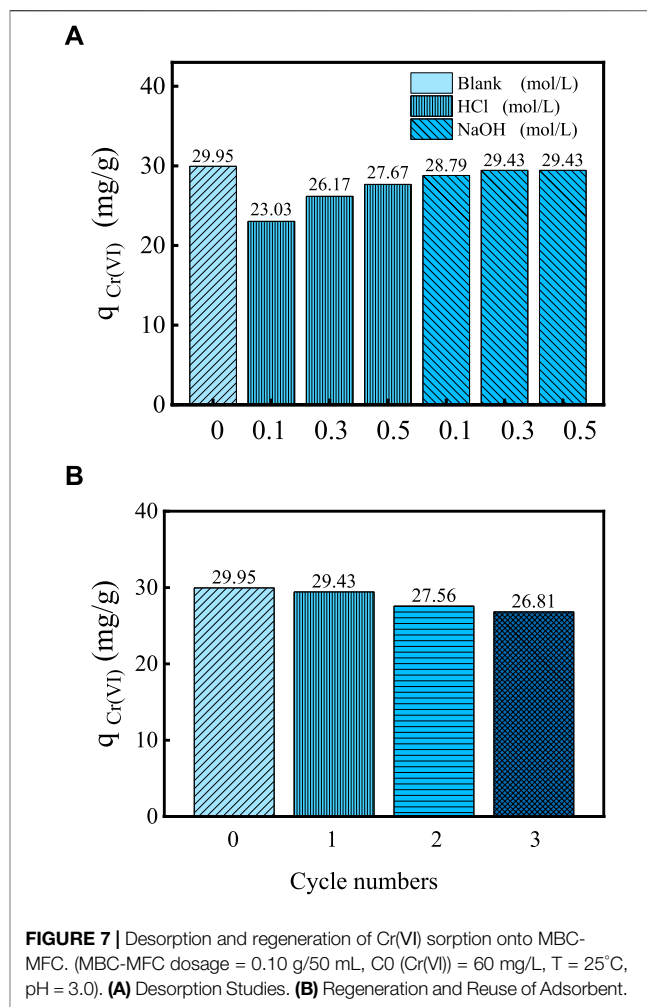 A
40
30
20
10
0
q Cr(VI) (mg/g)
Blank (mol/L)
HCl (mol/L)
NaOH (mol/L)
29.95
23.03
26.17
27.67
28.79
29.43
29.43
0 0.1 0.3 0.5 0.1 0.3 0.5
B
40
30
20
10
0
q Cr(VI) (mg/g)
29.95
29.43
27.56
26.81
0 1 2 3
Cycle numbers
FIGURE 7 | Desorption and regeneration of Cr(VI) sorption onto MBC-
MFC. (MBC-MFC dosage = 0.10 g/50 mL, C0 (Cr(VI)) = 60 mg/L, T = 25°C,
pH = 3.0). (A) Desorption Studies. (B) Regeneration and Reuse of Adsorbent.